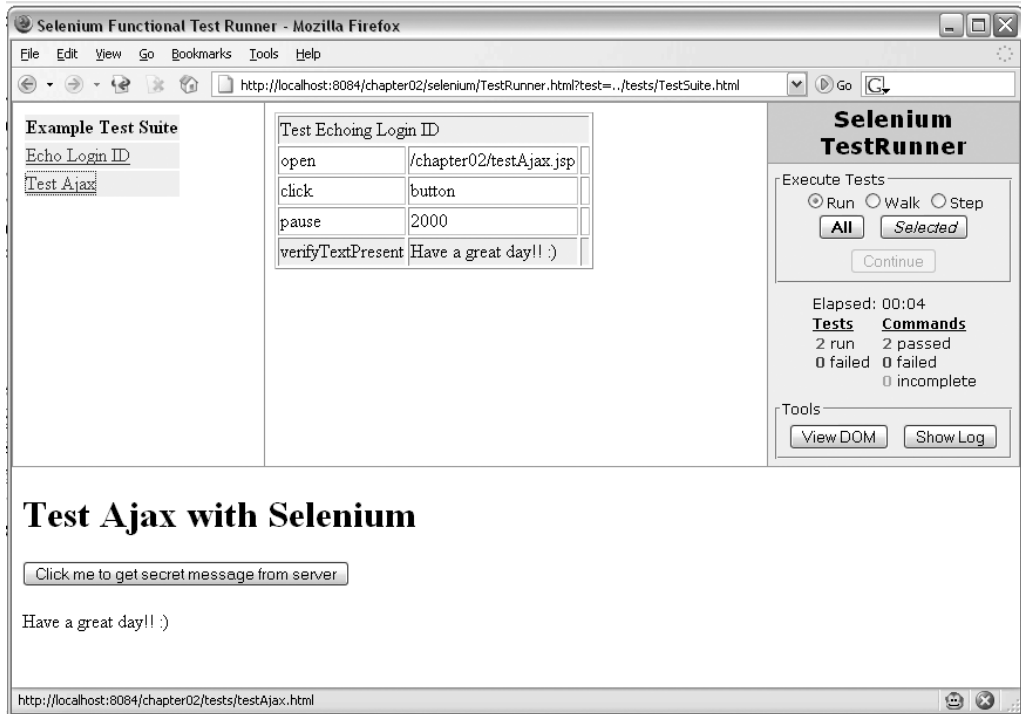 Selenium Functional Test Runner - Mozilla Firefox
File Edit View Go Bookmarks Tools Help
http://localhost:8084/chapter02/selenium/TestRunner.html?test=../tests/TestSuite.html Go G
Example Test Suite
Echo Login ID
Test Ajax
Test Echoing Login ID
open /chapter02/testAjax.jsp
click button
pause 2000
verifyTextPresent Have a great day!! :)
Selenium
TestRunner
Execute Tests
Run Walk Step
All Selected
Continue
Elapsed: 00:04
Tests Commands
2 run 2 passed
0 failed 0 failed
0 incomplete
Tools
View DOM Show Log
Test Ajax with Selenium
Click me to get secret message from server
Have a great day!! :)
http://localhost:8084/chapter02/tests/testAjax.html